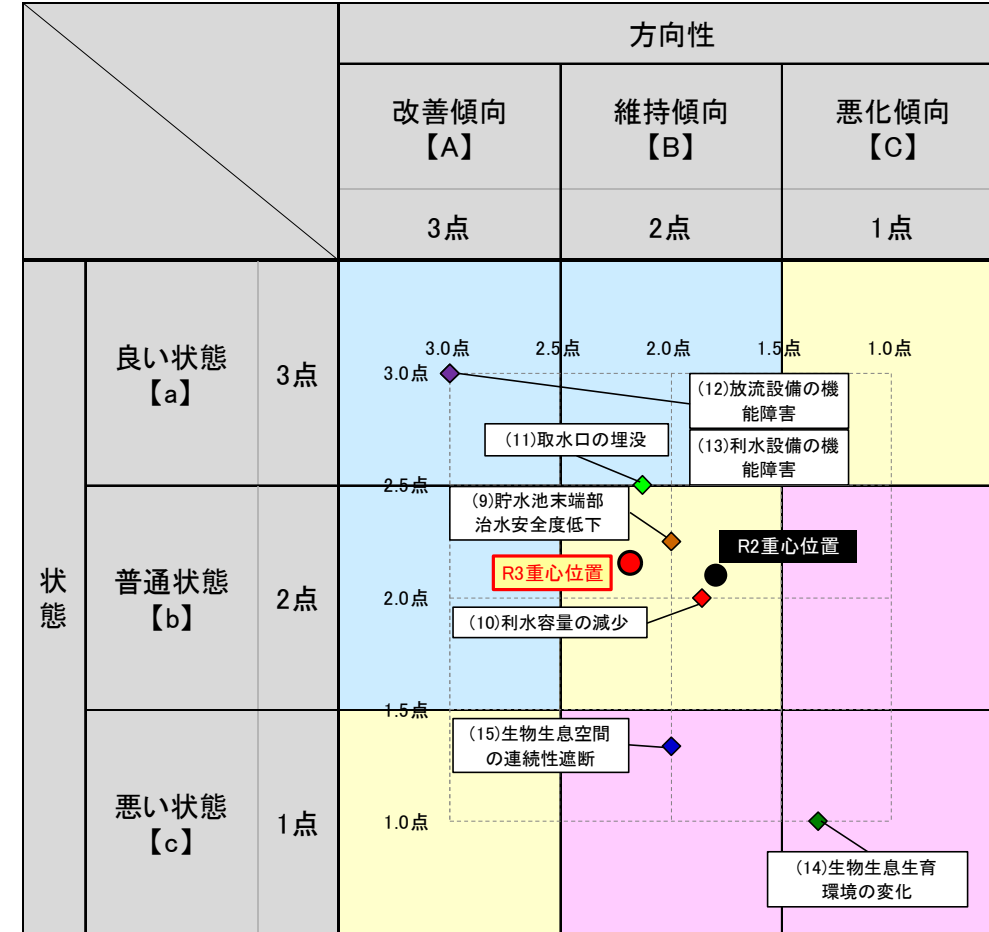 方向性
改善傾向
【A】
維持傾向
【B】
悪化傾向
【C】
3点
2点
1点
状
態
良い状態
【a】
3点
普通状態
【b】
2点
悪い状態
【c】
1点
3.0点
2.5点
2.0点
1.5点
1.0点
3.0点
2.5点
2.0点
1.5点
1.0点
(12)放流設備の機
能障害
(13)利水設備の機
能障害
(11)取水口の埋没
(9)貯水池末端部
治水安全度低下
R2重心位置
R3重心位置
(10)利水容量の減少
(15)生物生息空間
の連続性遮断
(14)生物生息生育
環境の変化